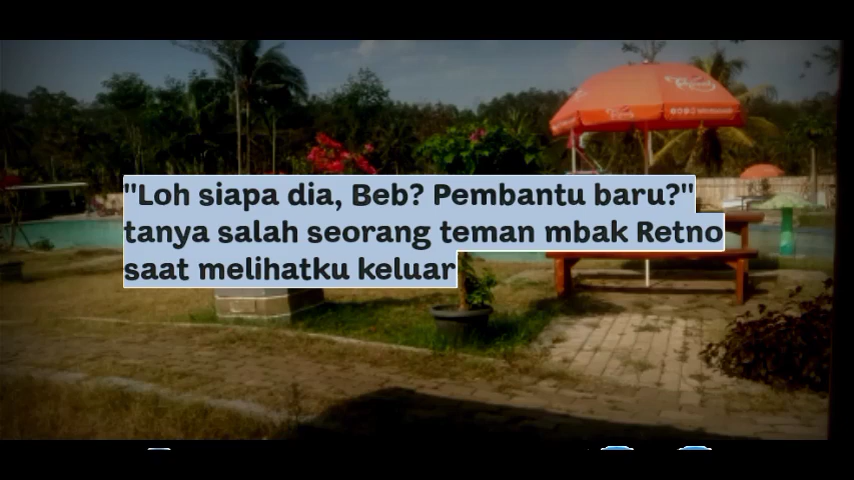 "Loh siapa dia, Beb? Pembantu baru?"
tanya salah seorang teman mbak Retno
saat melihatku keluar